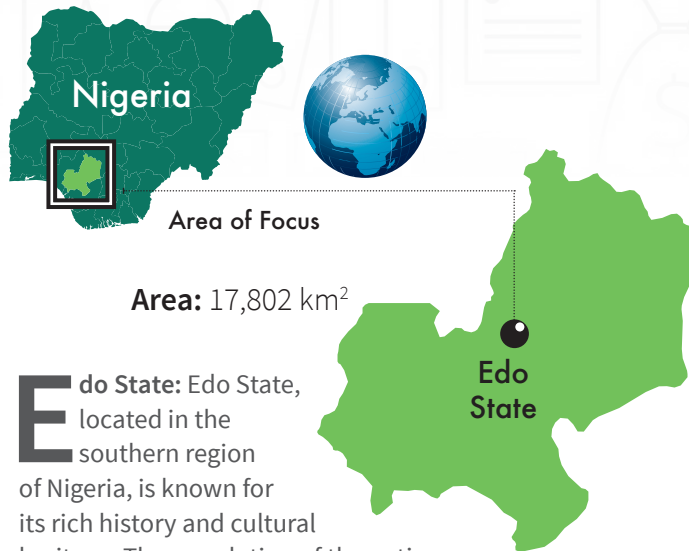 Nigeria
Area of Focus
Area: 17,802 km²
Edo
State
Edo State: Edo State,
located in the
southern region
of Nigeria, is known for
its rich history and cultural